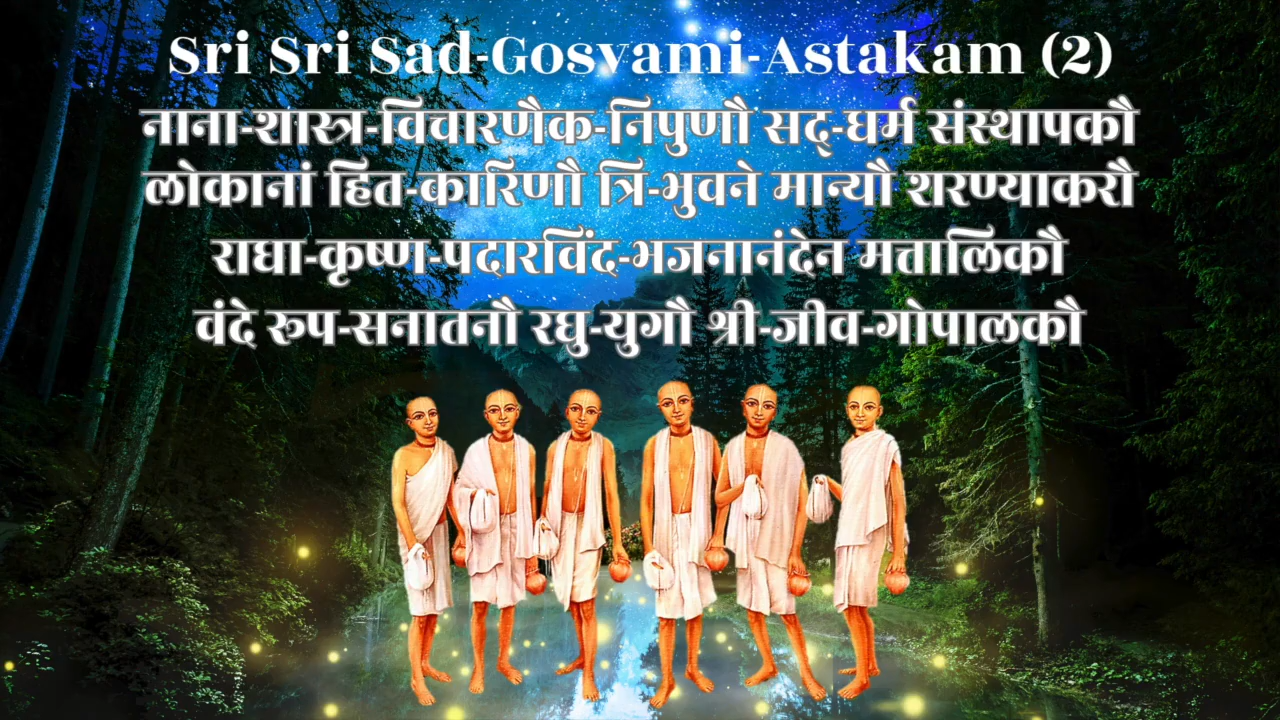 Sri Sri Sad-Gosvami-Astakam (2)
नाना-शास्त्र-विचारणैक-निपुणौ सद्-धर्म संस्थापकौ
लोकानां हित-कारिणौ त्रि-भुवने मान्यौ शरण्याकरौ
राधा-कृष्ण-पदारविंद-भजनानंदेन मत्तालिकौ
वंदे रूप-सनातनौ रघु-युगौ श्री-जीव-गोपालकौ